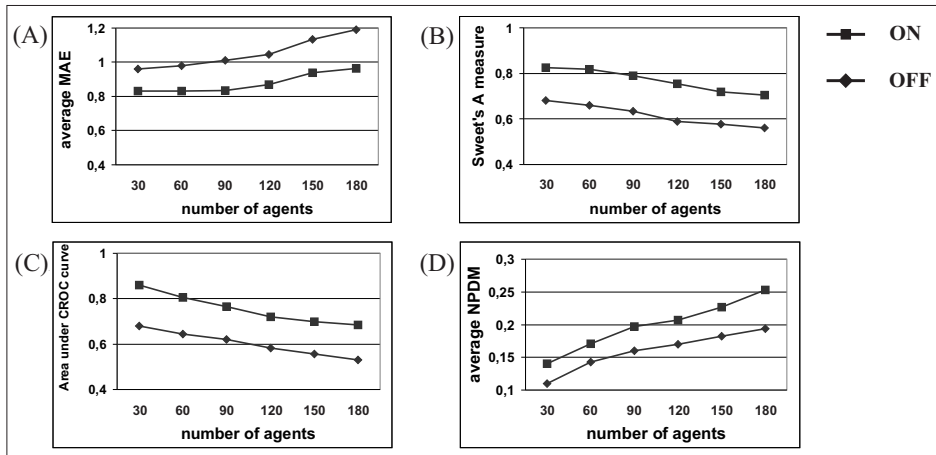 (A)
average MAE
1,2
1
0,8
0,6
0,4
30 60 90 120 150 180
number of agents
(B)
Sweet's A measure
1
0,8
0,6
0,4
30 60 90 120 150 180
number of agents
ON
OFF
(C)
Area under CROC curve
1
0,8
0,6
0,4
30 60 90 120 150 180
number of agents
(D)
average NPDM
0,3
0,25
0,2
0,15
0,1
30 60 90 120 150 180
number of agents